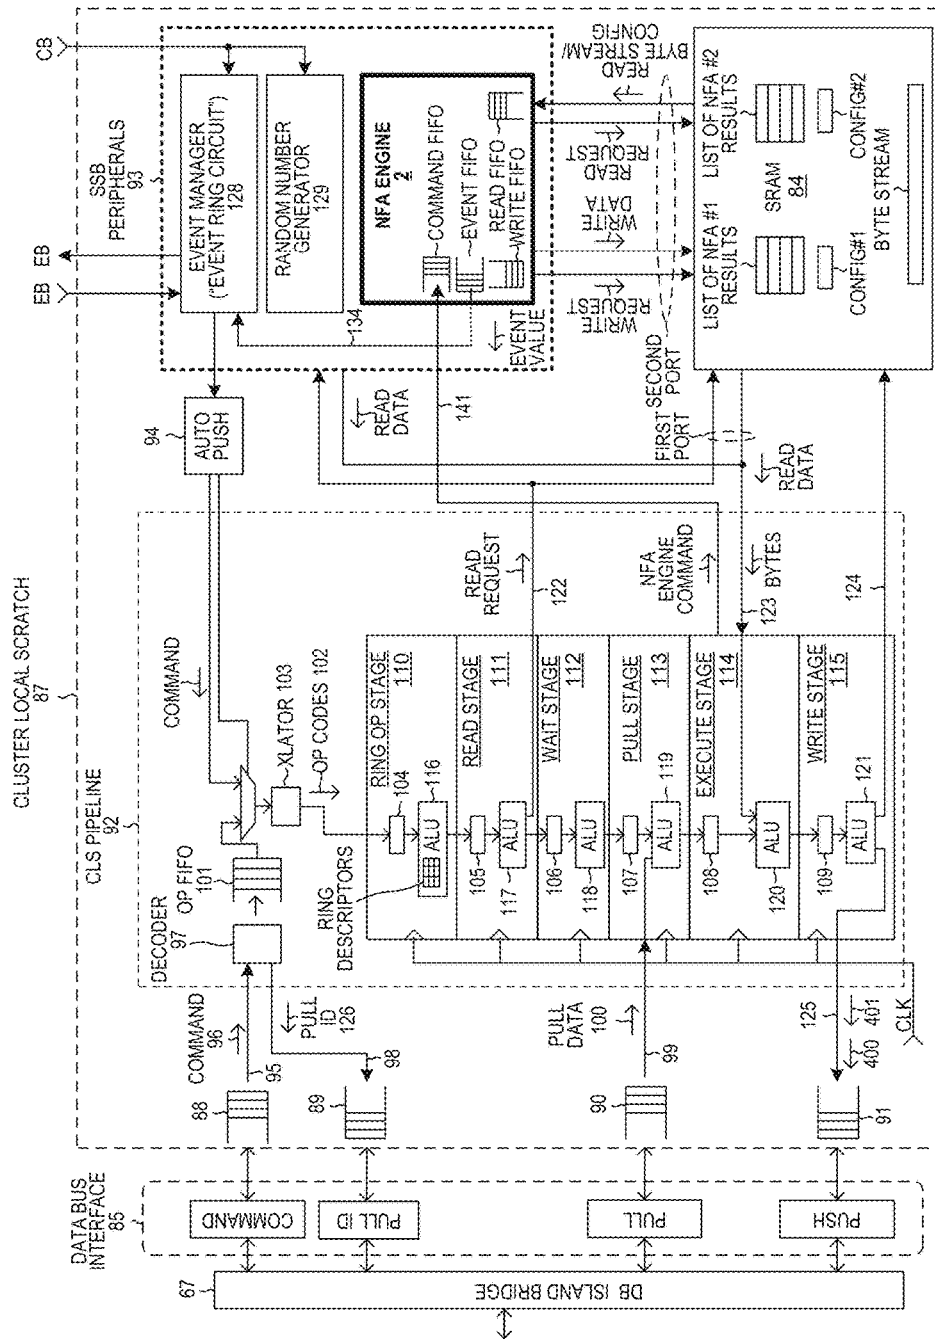 CLUSTER LOCAL SCRATCH
87
CB
EB
EB
SSB
PERIPHERALS
93
EVENT MANAGER
("EVENT RING CIRCUIT")
128
RANDOM NUMBER
GENERATOR
129
134
NFA ENGINE
2
COMMAND FIFO
EVENT FIFO
READ FIFO
WRITE FIFO
EVENT
VALUE
READ
BYTE STREAM/
CONFIG
READ
REQUEST
WRITE
DATA
WRITE
REQUEST
LIST OF NFA #1
RESULTS
LIST OF NFA #2
RESULTS
SRAM
84
CONFIG#1
CONFIG#2
BYTE STREAM
SECOND PORT
FIRST
PORT
94
AUTO
PUSH
READ
DATA
141
READ
DATA
CLS PIPELINE
92
COMMAND
OP FIFO
101
DECODER
97
XLATOR 103
OP CODES 102
RING
DESCRIPTORS
RING OP STAGE
110
104
ALU
116
READ STAGE
111
105
ALU
117
WAIT STAGE
112
106
ALU
118
PULL STAGE
113
107
ALU
119
EXECUTE STAGE
114
108
ALU
120
WRITE STAGE
115
109
ALU
121
READ
REQUEST
122
NFA
ENGINE
COMMAND
123
BYTES
124
COMMAND
96
95
PULL
ID
126
98
PULL
DATA
100
99
125
400
401
CLK
88
89
90
91
DATA BUS
INTERFACE
85
COMMAND
PULL ID
PULL
PUSH
67
DB ISLAND BRIDGE